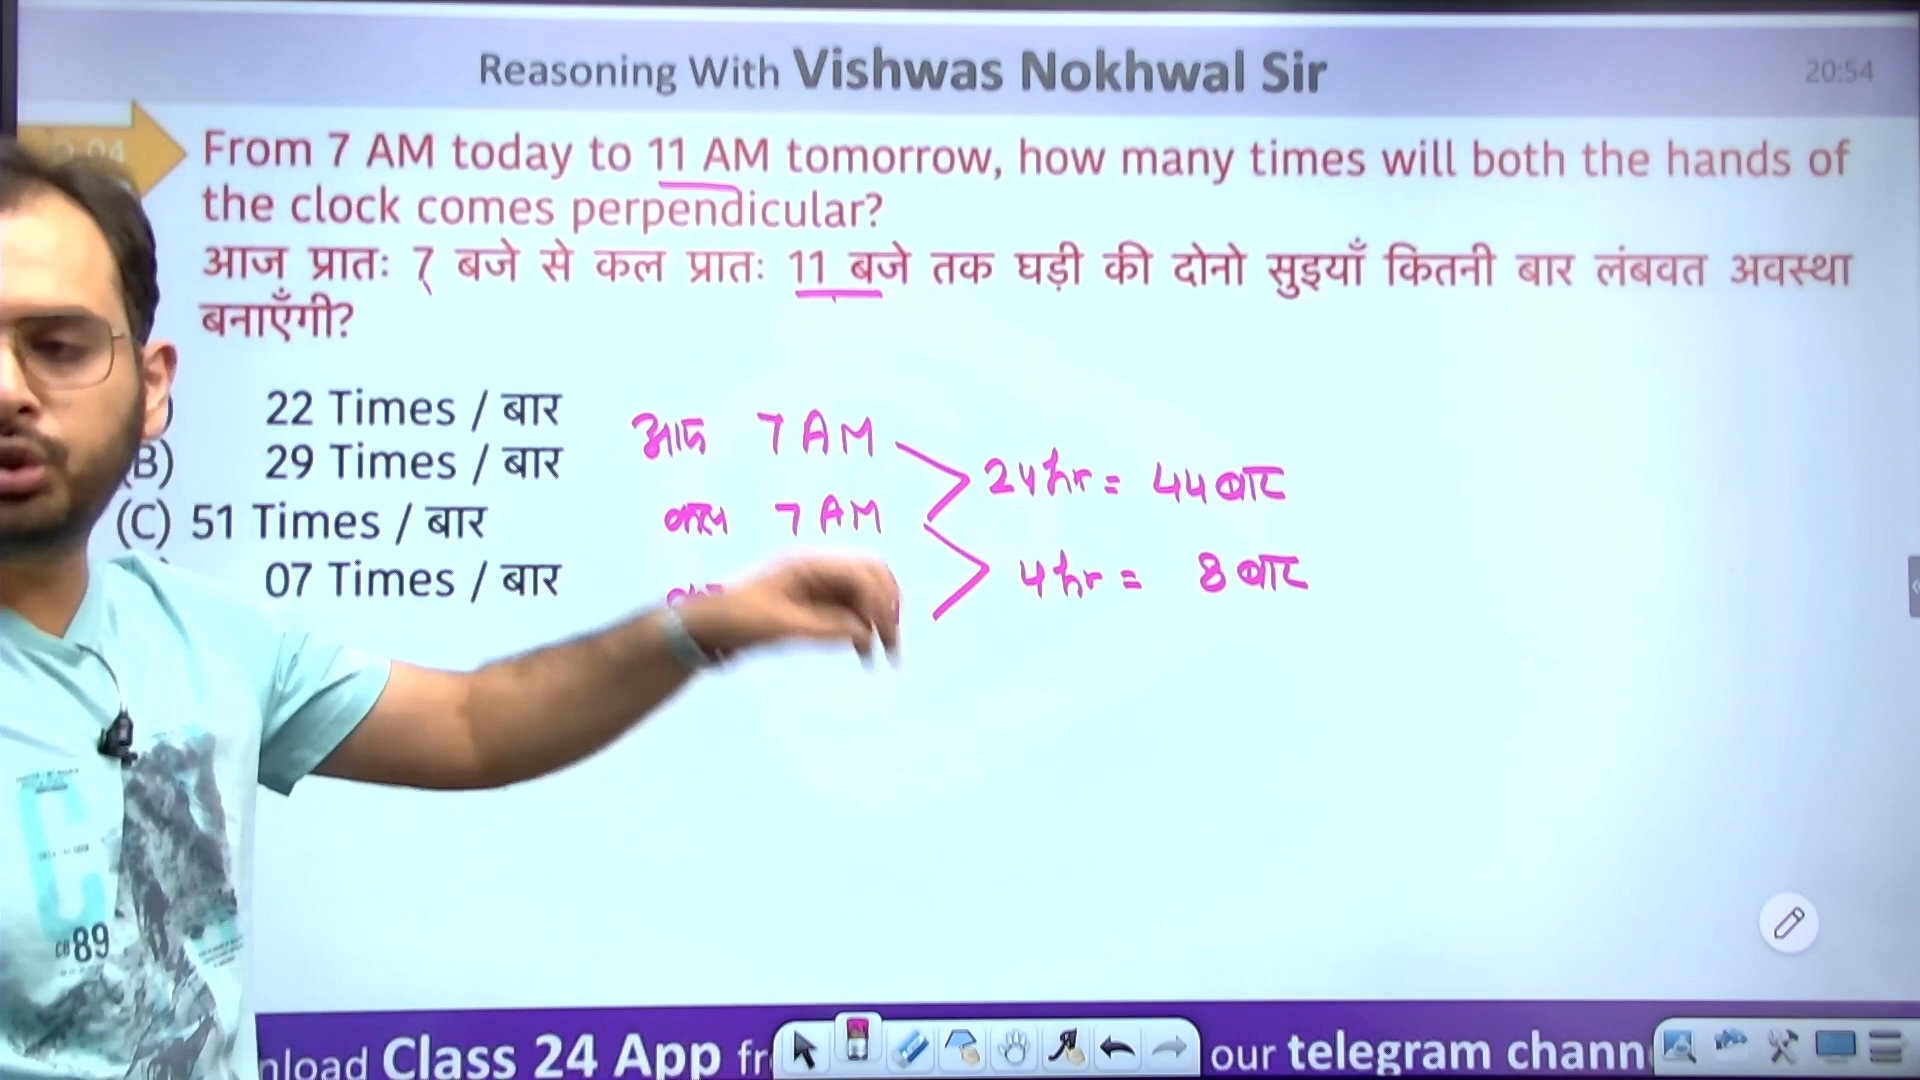 Reasoning With Vishwas Nokhwal Sir
20:54
From 7 AM today to 11 AM tomorrow, how many times will both the hands of
the clock comes perpendicular?
आज प्रातः 7 बजे से कल प्रातः 11 बजे तक घड़ी की दोनो सुइयाँ कितनी बार लंबवत अवस्था
बनाएँगी?
22 Times / बार
(B) 29 Times / बार
(C) 51 Times / बार
07 Times / बार
आज 7 AM
कल 7 AM
24hr = 44 बार
4hr = 8 बार
C
CB89
nload Class 24 App fr
our telegram chann